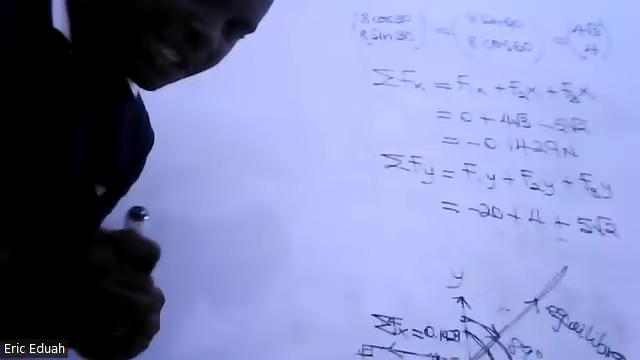 (8cos30 8sin30) = (8sin60 8cos60) = (4√3 4)
ΣFx = F1x + F2x + F3x
= 0 + 4√3 - 5√2
= -0.1429N
ΣFy = F1y + F2y + F3y
= -20 + 4 + 5√2
y
ΣFx = 0.1428
Eric Eduah